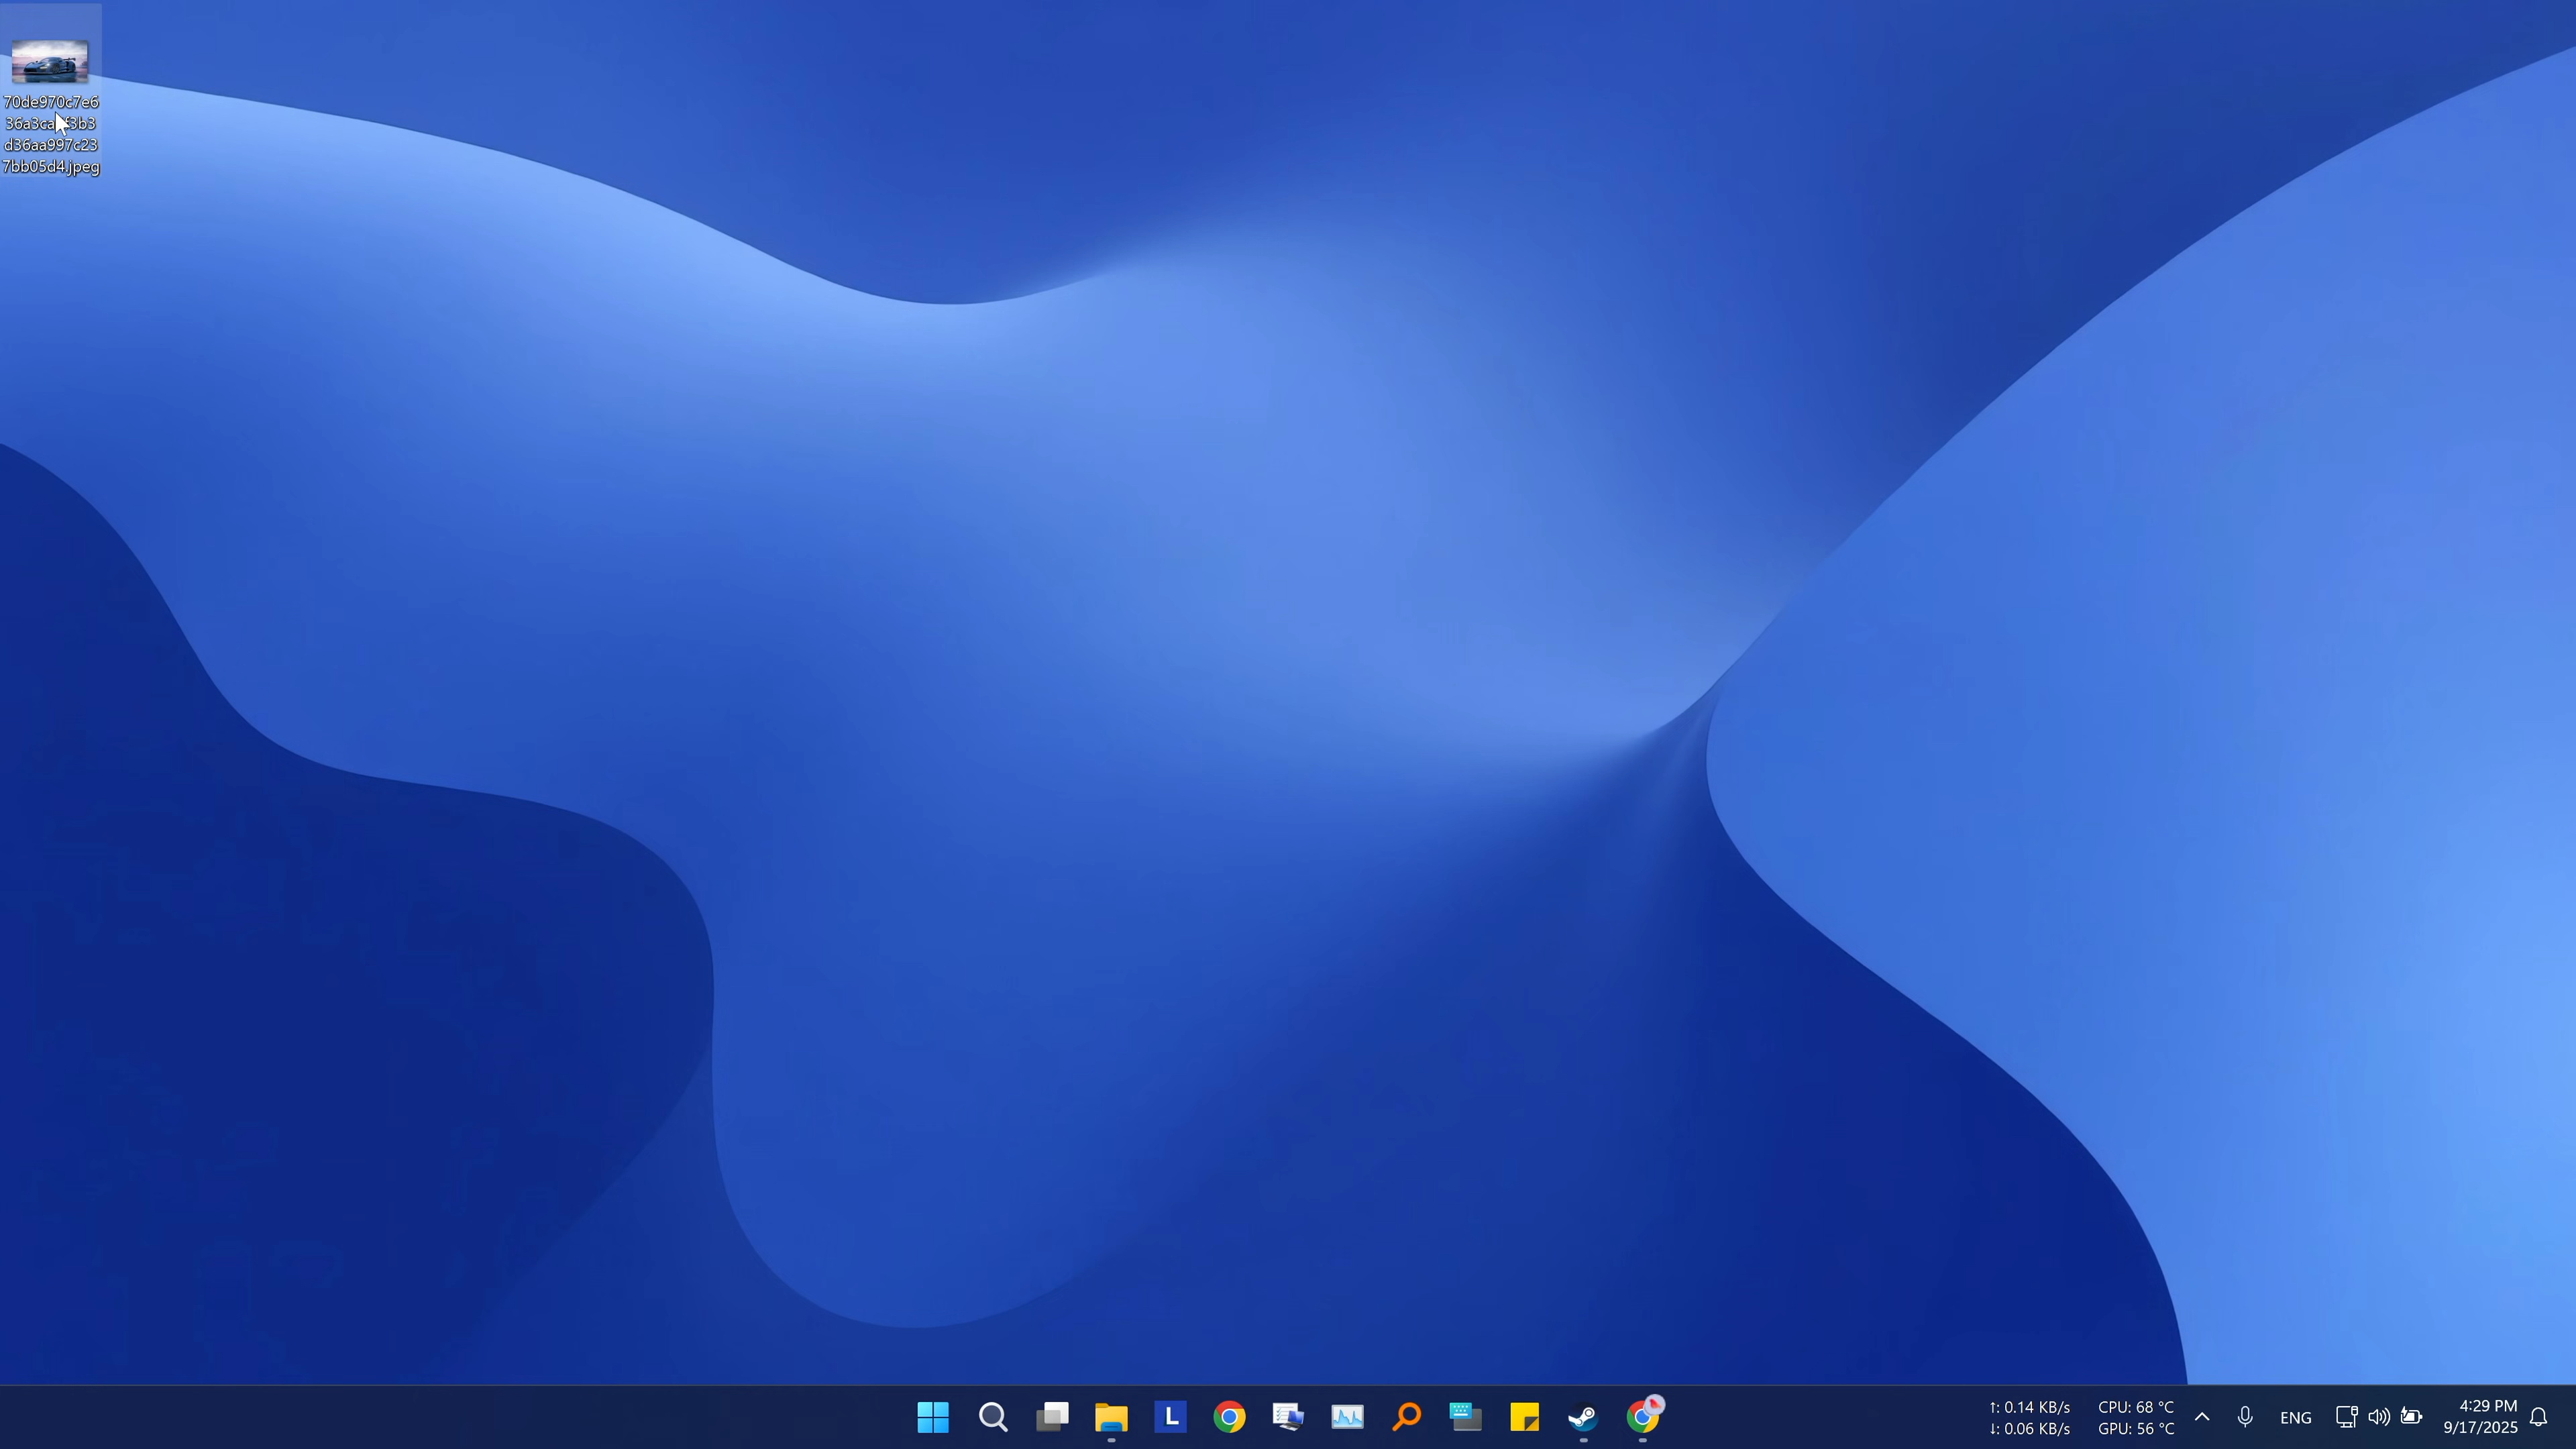 70de970c7e6
d36aa997c23
7bb05d4.jpeg
L
↑: 0.14 KB/s
↓: 0.06 KB/s
CPU: 68 °C
GPU: 56 °C
ENG
4:29 PM
9/17/2025